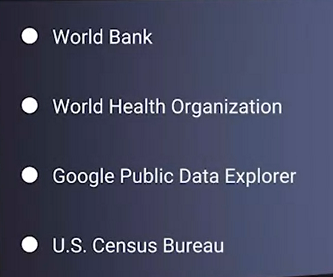 World Bank
World Health Organization
Google Public Data Explorer
U.S. Census Bureau